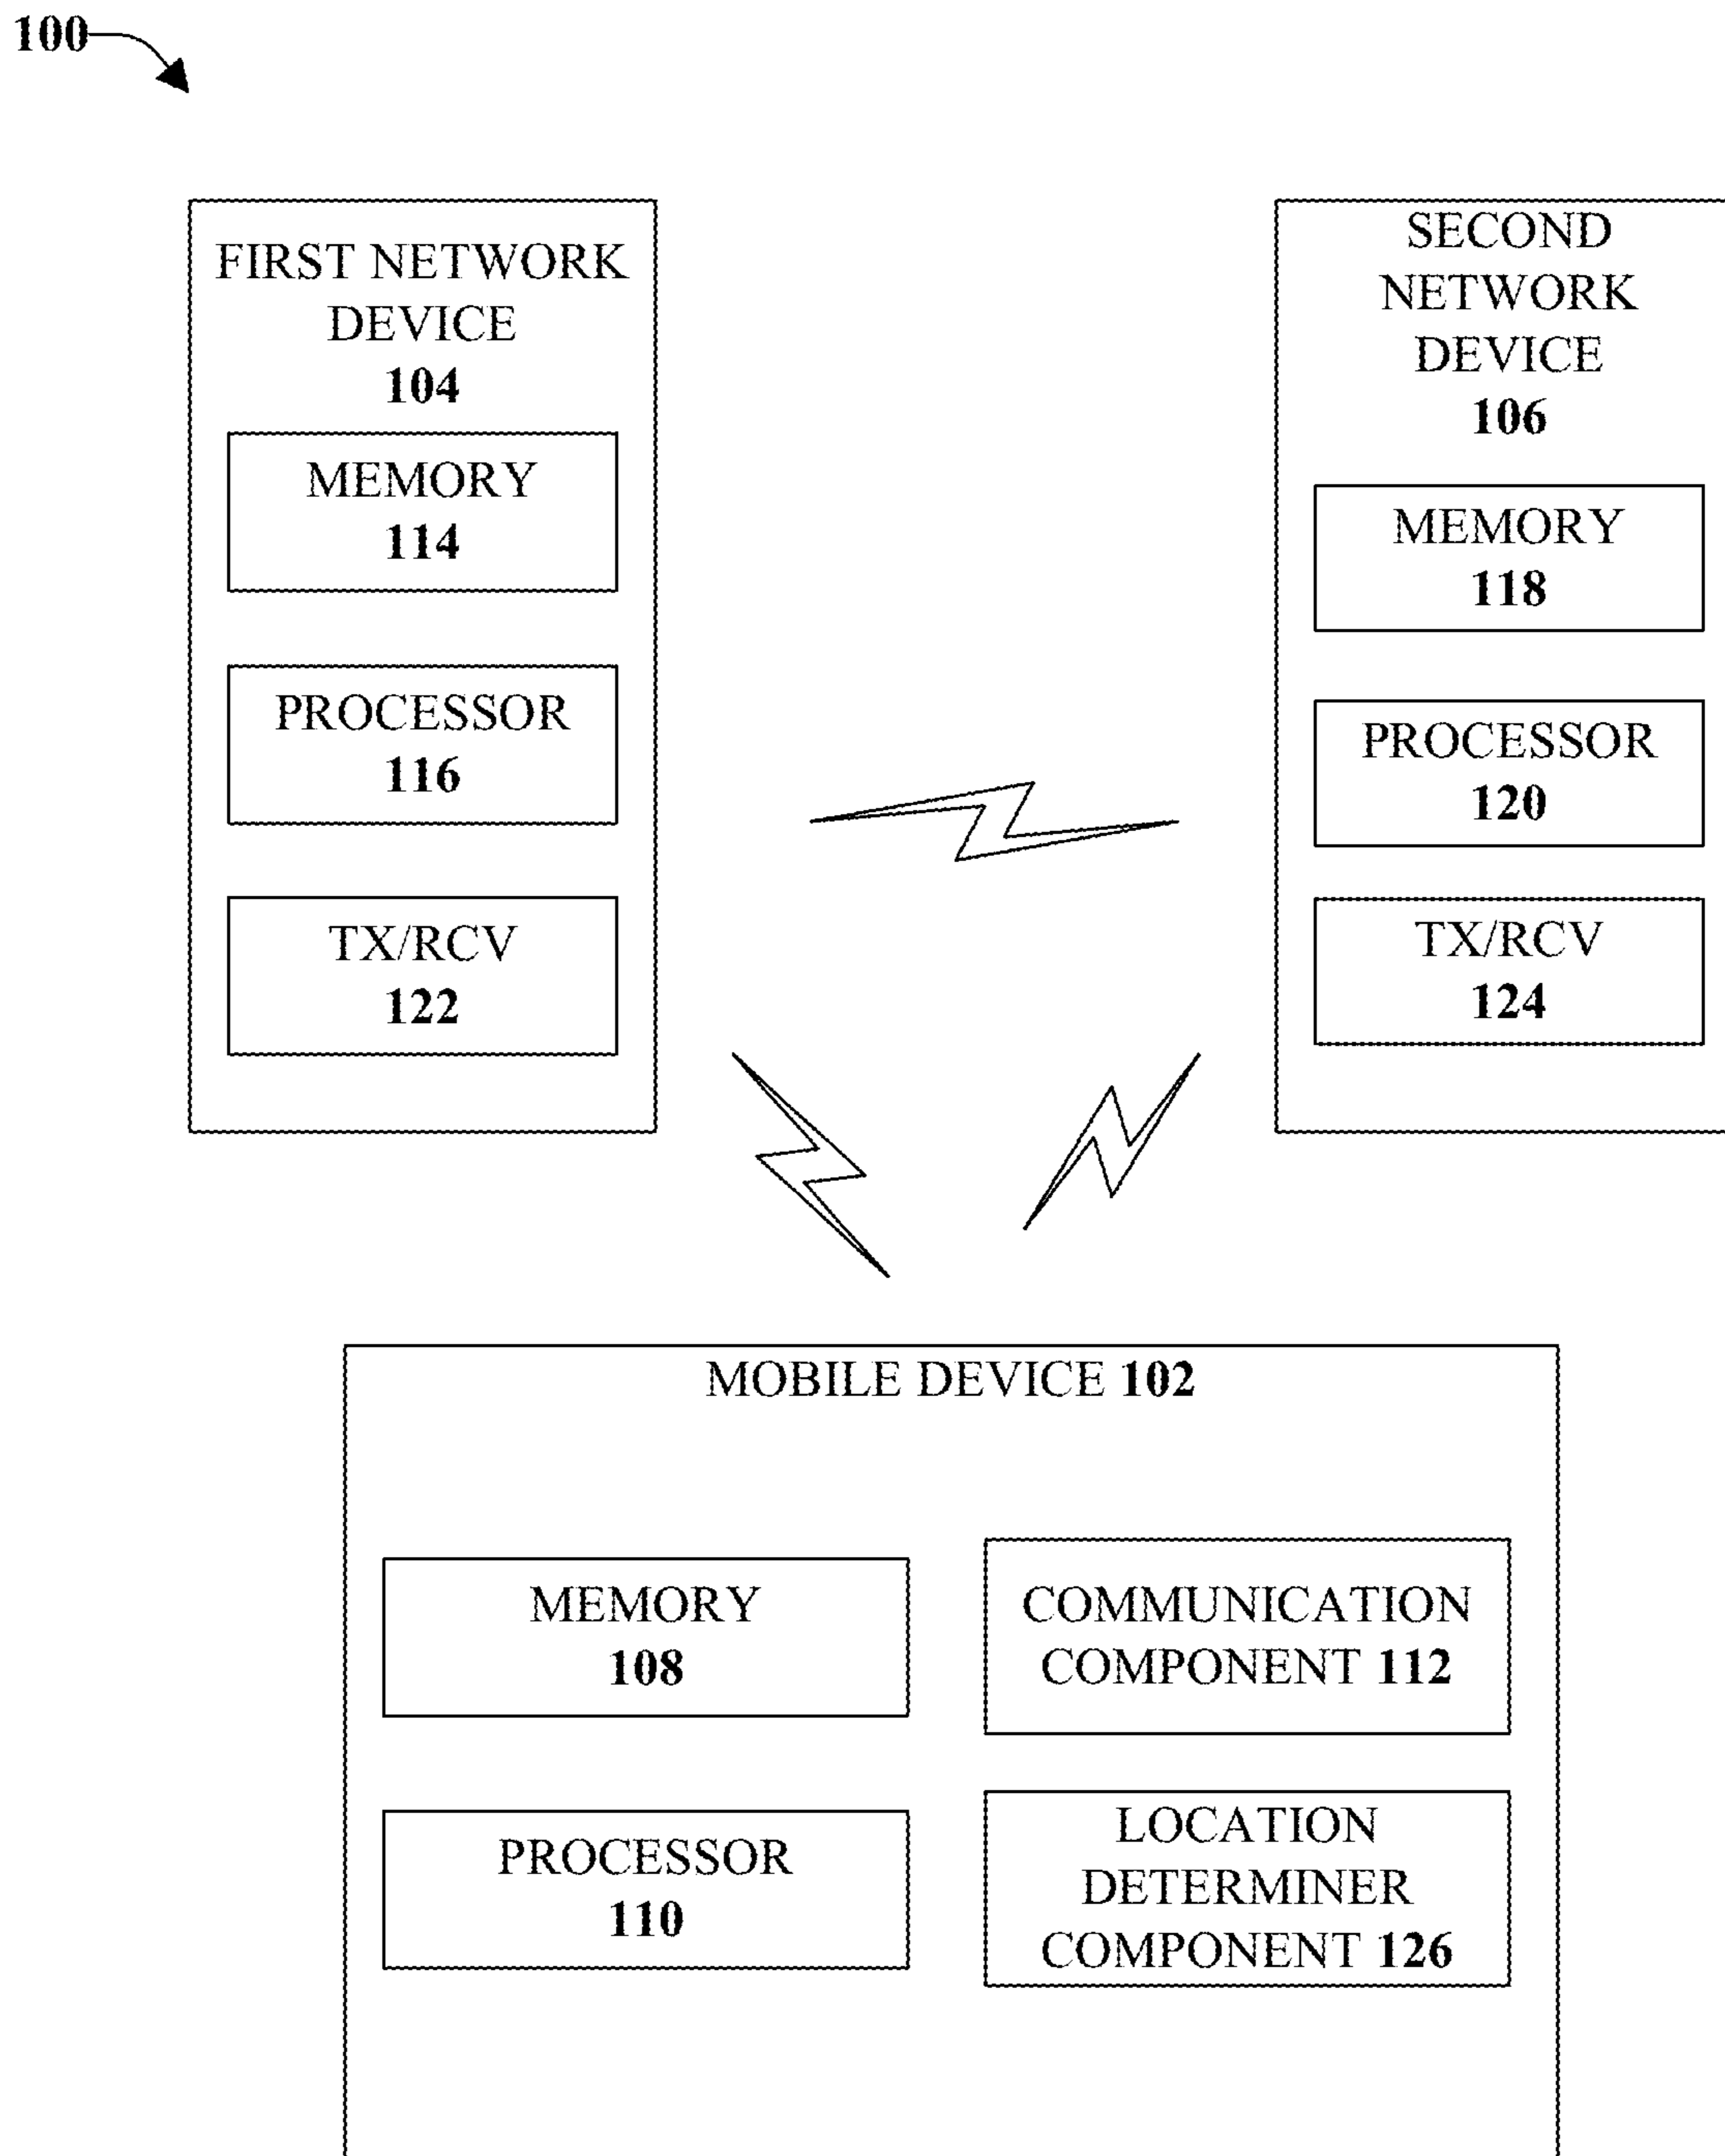 100
FIRST NETWORK
DEVICE
104
MEMORY
114
PROCESSOR
116
TX/RCV
122
SECOND
NETWORK
DEVICE
106
MEMORY
118
PROCESSOR
120
TX/RCV
124
MOBILE DEVICE 102
MEMORY
108
PROCESSOR
110
COMMUNICATION
COMPONENT 112
LOCATION
DETERMINER
COMPONENT 126